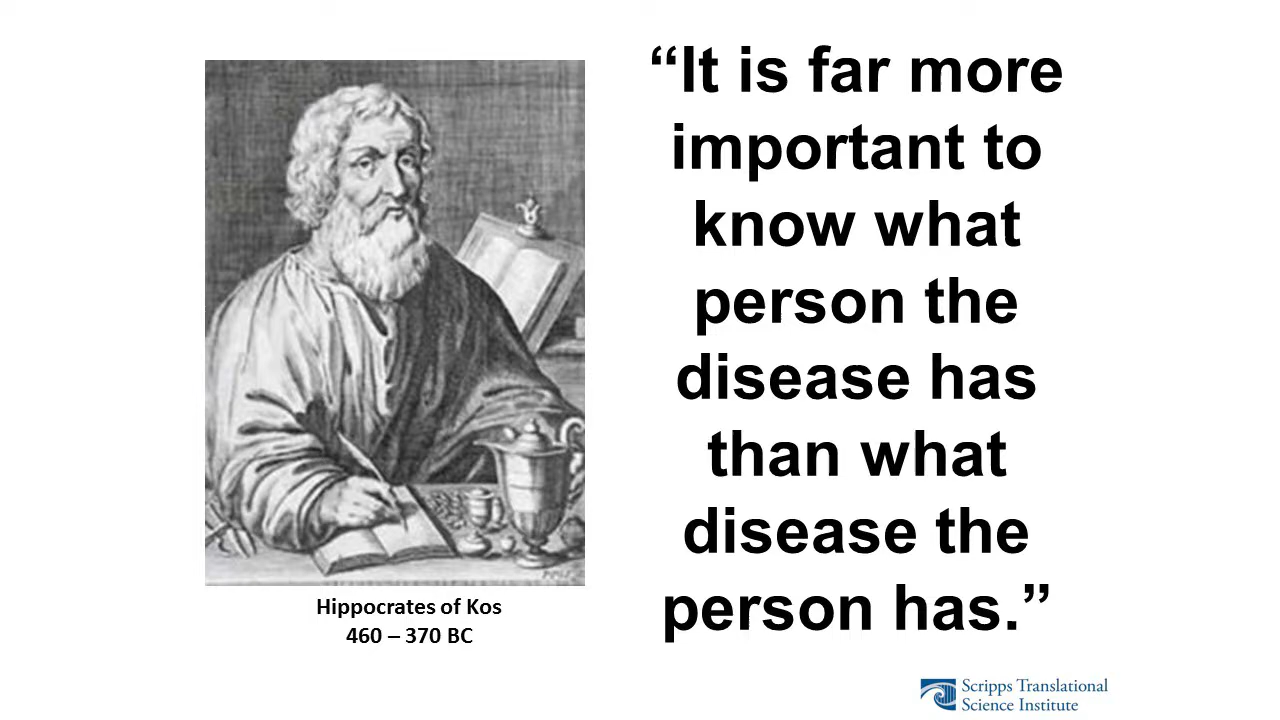 “It is far more
important to
know what
person the
disease has
than what
disease the
person has.”
Hippocrates of Kos
460 – 370 BC
Scripps Translational
Science Institute